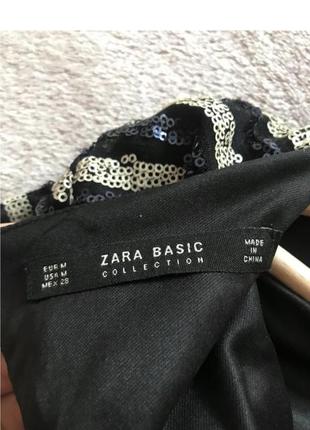 EUR M
USA M
MEX 28
ZARA BASIC
COLLECTION
MADE
IN
CHINA